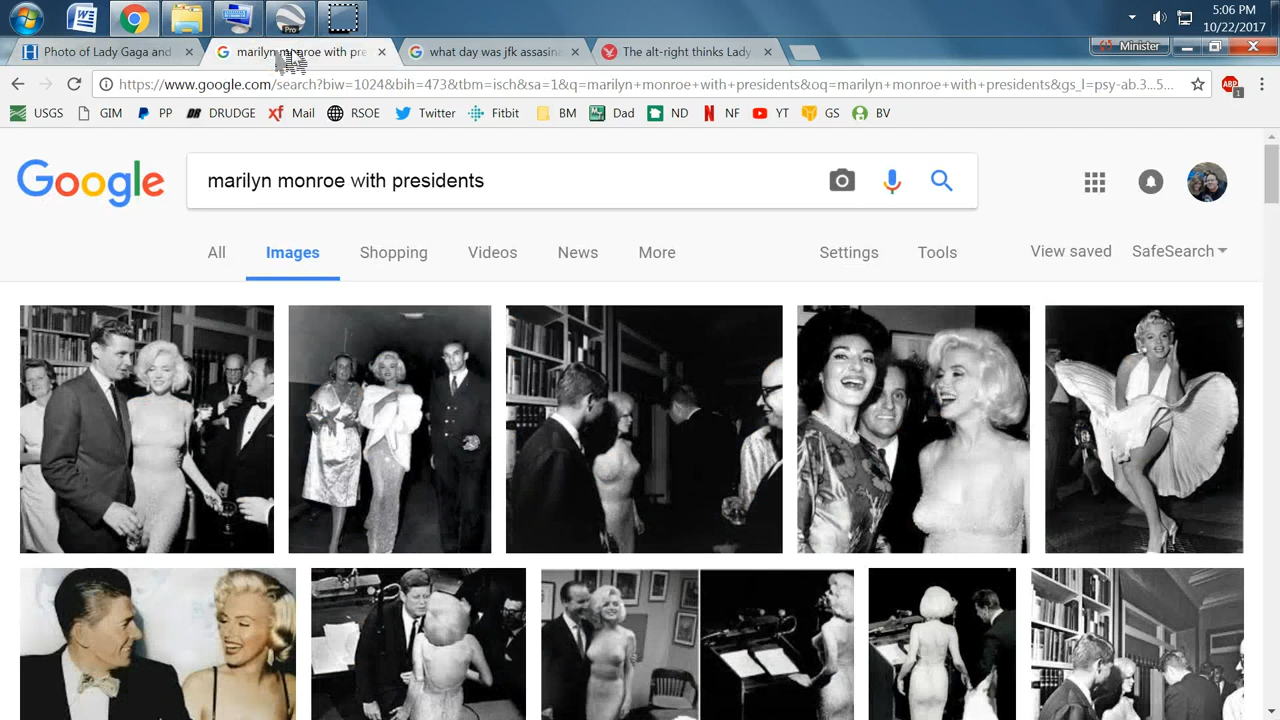 Pro
5:06 PM
10/22/2017
Photo of Lady Gaga and
marilyn monroe with pre
what day was
assassin
The alt-right thinks Lady
Minister
https://www.google.com/search?biw=1024&bih=473&tbm=isch&sa=1&q=marilyn+monroe+with+presidents&oq=marilyn+monroe+with+presidents&gs_l=psy-ab.3...5...
ABP
1
USGS GIM PP DRUDGE Mail RSOE Twitter Fitbit BM Dad ND NF YT GS BV
Google
marilyn monroe with presidents
All Images Shopping Videos News More Settings Tools View saved SafeSearch